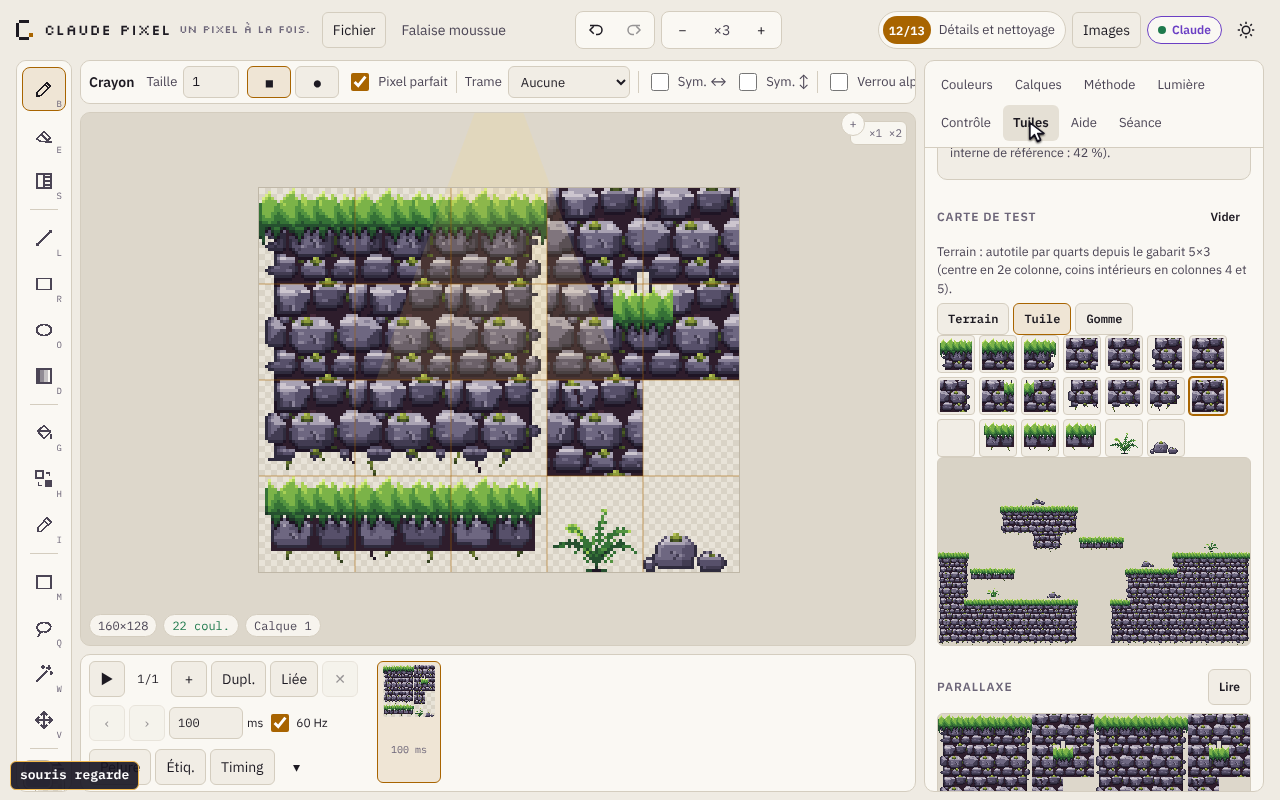 CLAUDE PIXEL UN PIXEL À LA FOIS. Fichier Falaise moussue − ×3 + 12/13 Détails et nettoyage Images Claude
Crayon Taille 1 Pixel parfait Trame Aucune Sym. ↔ Sym. ↕ Verrou alp
B
E
S
L
R
O
D
G
H
I
M
Q
W
V
+ ×1 ×2
160×128 22 coul. Calque 1
1/1 + Dupl. Liée ×
‹ › 100 ms 60 Hz
Étiq. Timing ▼
100 ms
souris regarde
Couleurs Calques Méthode Lumière
Contrôle Tuiles Aide Séance
interne de référence : 42 %).
CARTE DE TEST Vider
Terrain : autotile par quarts depuis le gabarit 5×3
(centre en 2e colonne, coins intérieurs en colonnes 4 et
5).
Terrain Tuile Gomme
PARALLAXE Lire